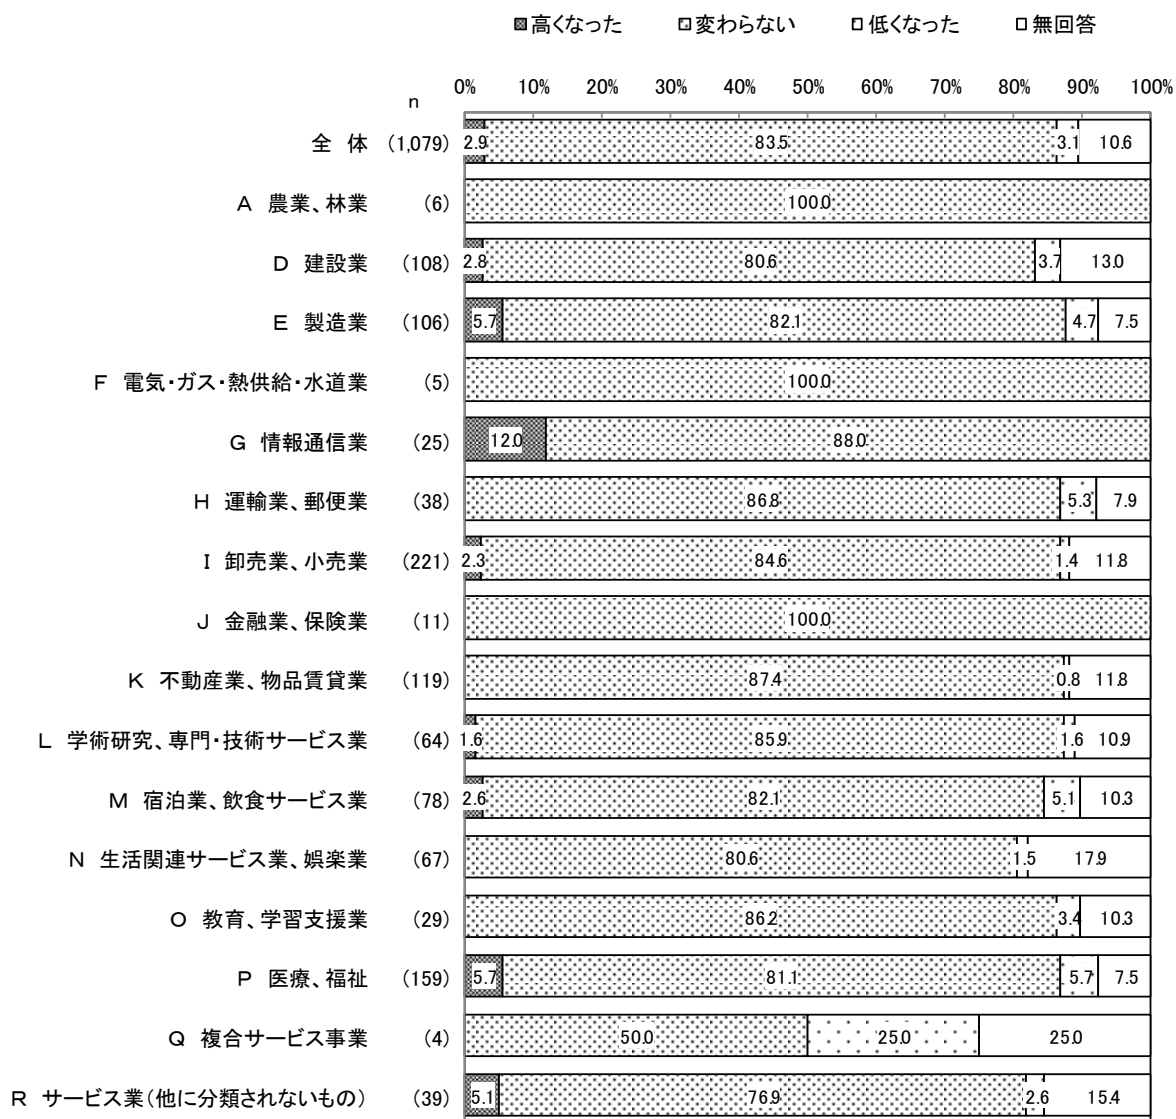 高くなった 変わらない 低くなった 無回答
0% 10% 20% 30% 40% 50% 60% 70% 80% 90% 100%
n
全 体 (1,079) 2.9 83.5 3.1 10.6
A 農業、林業 (6) 100.0
D 建設業 (108) 2.8 80.6 3.7 13.0
E 製造業 (106) 5.7 82.1 4.7 7.5
F 電気・ガス・熱供給・水道業 (5) 100.0
G 情報通信業 (25) 12.0 88.0
H 運輸業、郵便業 (38) 86.8 5.3 7.9
I 卸売業、小売業 (221) 2.3 84.6 1.4 11.8
J 金融業、保険業 (11) 100.0
K 不動産業、物品賃貸業 (119) 87.4 0.8 11.8
L 学術研究、専門・技術サービス業 (64) 1.6 85.9 1.6 10.9
M 宿泊業、飲食サービス業 (78) 2.6 82.1 5.1 10.3
N 生活関連サービス業、娯楽業 (67) 80.6 1.5 17.9
O 教育、学習支援業 (29) 86.2 3.4 10.3
P 医療、福祉 (159) 5.7 81.1 5.7 7.5
Q 複合サービス事業 (4) 50.0 25.0 25.0
R サービス業(他に分類されないもの) (39) 5.1 76.9 2.6 15.4